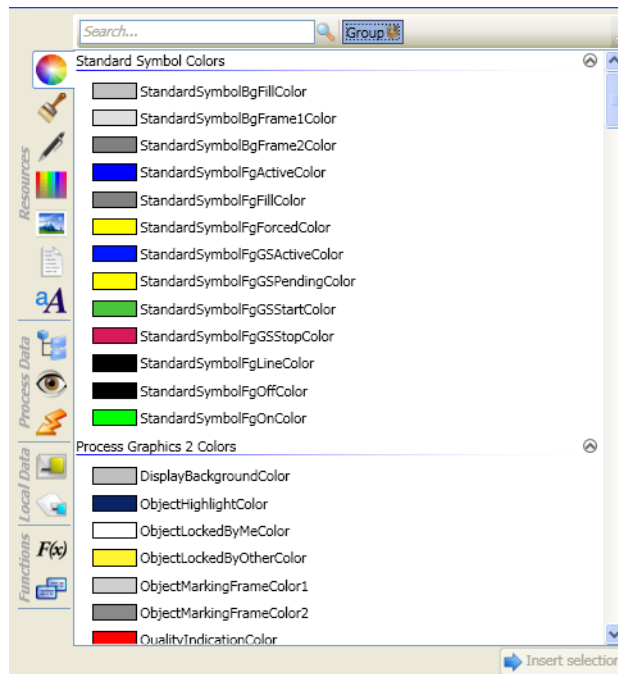 Search...
Group
Standard Symbol Colors
StandardSymbolBgFillColor
StandardSymbolBgFrame1Color
StandardSymbolBgFrame2Color
StandardSymbolFgActiveColor
StandardSymbolFgFillColor
StandardSymbolFgForcedColor
StandardSymbolFgGSActiveColor
StandardSymbolFgGSPendingColor
StandardSymbolFgGSStartColor
StandardSymbolFgGSStopColor
StandardSymbolFgLineColor
StandardSymbolFgOffColor
StandardSymbolFgOnColor
Process Graphics 2 Colors
DisplayBackgroundColor
ObjectHighlightColor
ObjectLockedByMeColor
ObjectLockedByOtherColor
ObjectMarkingFrameColor1
ObjectMarkingFrameColor2
QualityIndicationColor
Resources
aA
Process Data
Local Data
Functions
F(x)
Insert selection